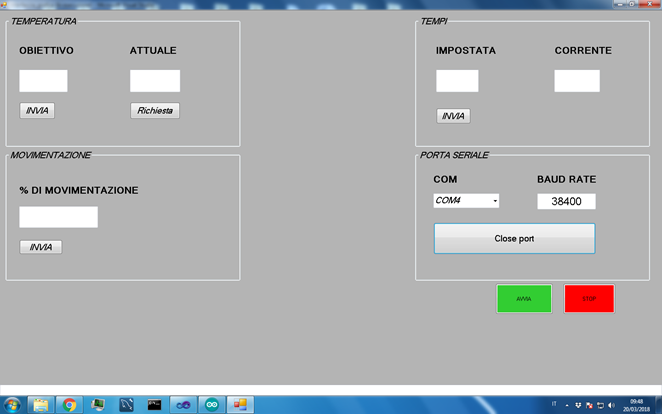 TEMPERATURA
OBIETTIVO
ATTUALE
INVIA
Richiesta
TEMPI
IMPOSTATA
CORRENTE
INVIA
MOVIMENTAZIONE
% DI MOVIMENTAZIONE
INVIA
PORTA SERIALE
COM
BAUD RATE
COM4
38400
Close port
AVVIA
STOP
IT
09:48
20/03/2018